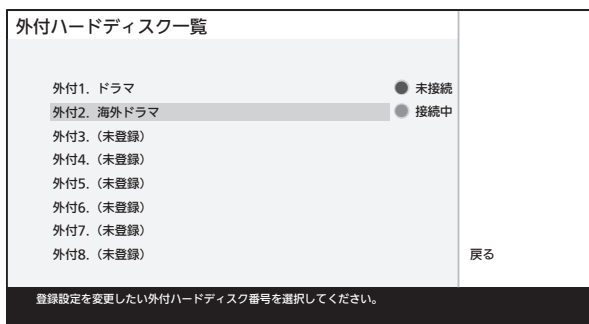 外付ハードディスク一覧
外付1. ドラマ 未接続
外付2. 海外ドラマ 接続中
外付3.（未登録）
外付4.（未登録）
外付5.（未登録）
外付6.（未登録）
外付7.（未登録）
外付8.（未登録） 戻る
登録設定を変更したい外付ハードディスク番号を選択してください。